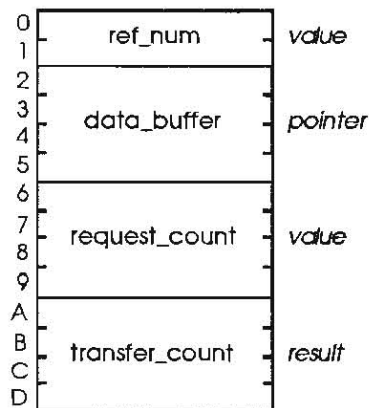 0
ref_num value
1
2
3
data_buffer pointer
4
5
6
7
request_count value
8
9
A
B
transfer_count result
C
D